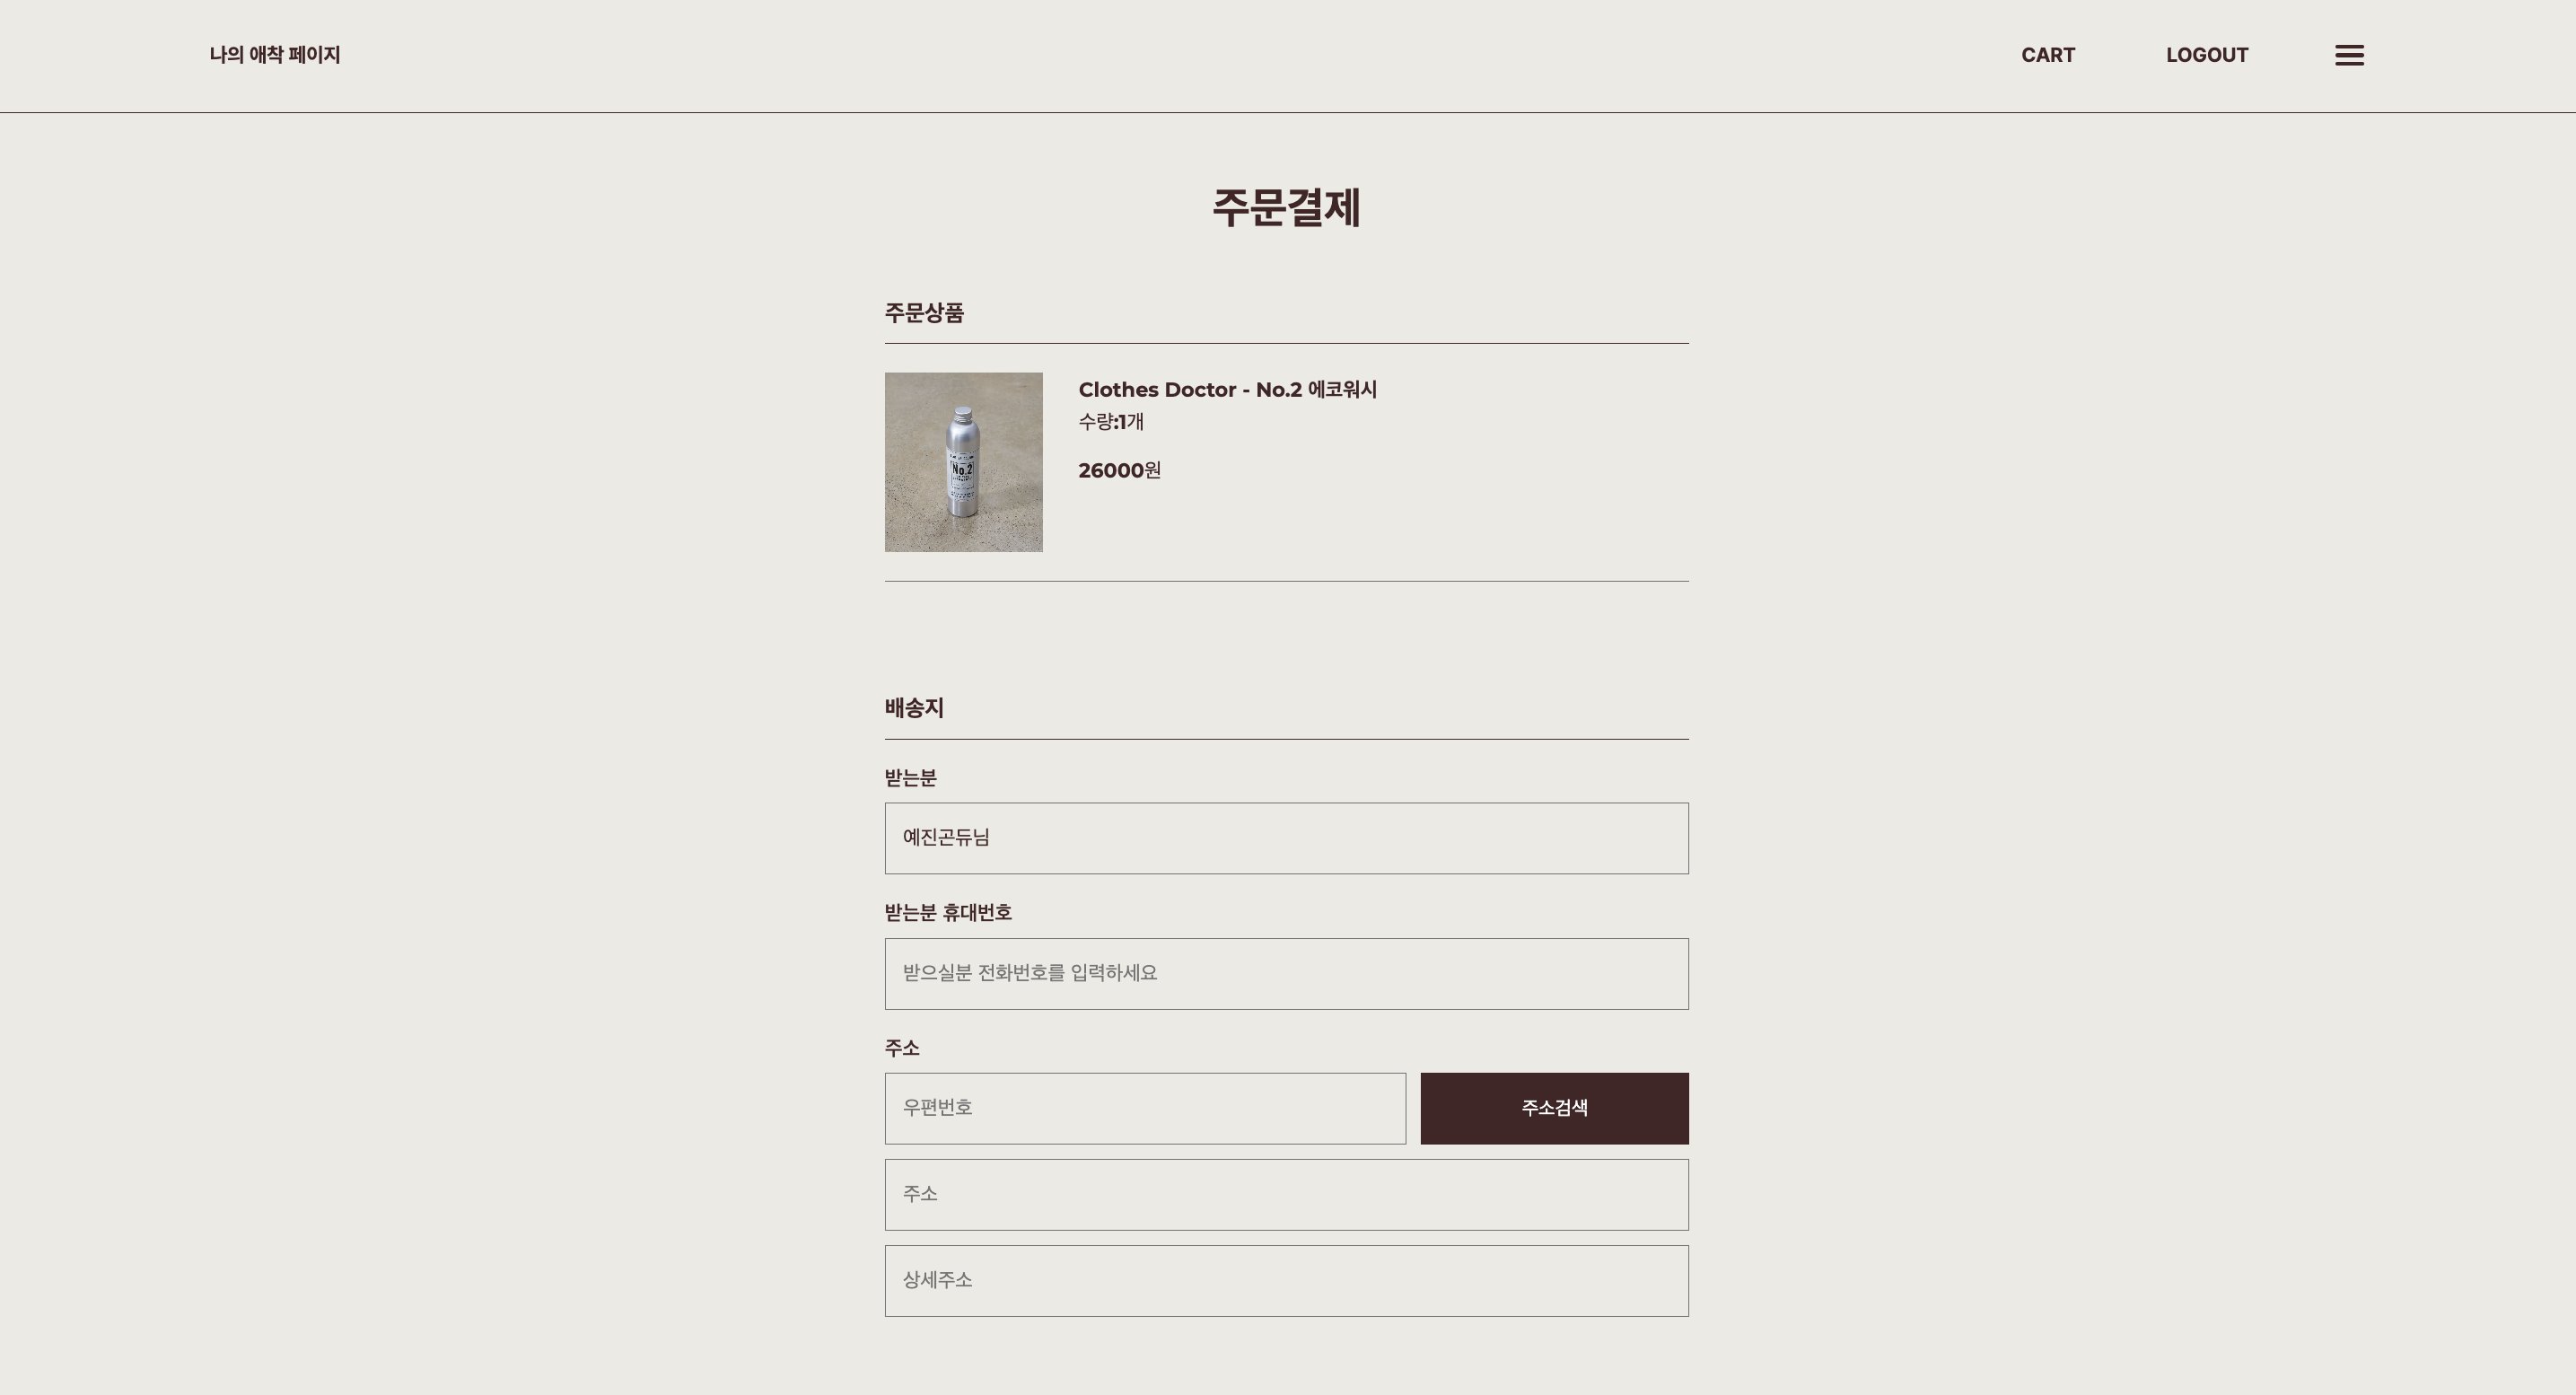 나의 애착 페이지
CART
LOGOUT
주문결제
주문상품
No.2
Clothes Doctor - No.2 에코워시
수량:1개
26000원
배송지
받는분
예진곤듀님
받는분 휴대번호
받으실분 전화번호를 입력하세요
주소
우편번호
주소검색
주소
상세주소